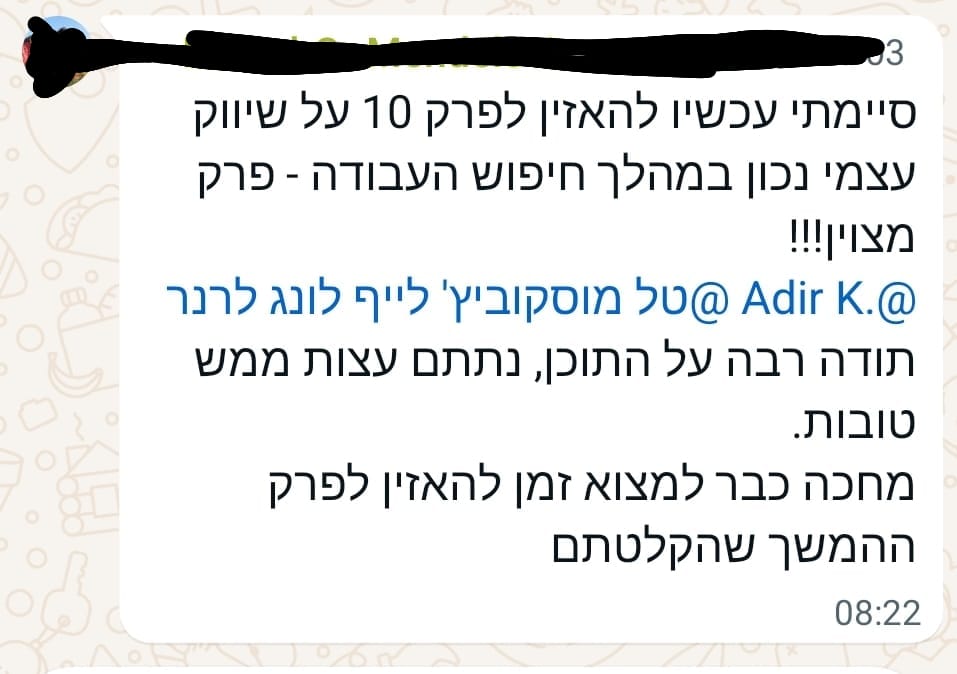 03
סיימתי עכשיו להאזין לפרק 10 על שיווק
עצמי נכון במהלך חיפוש העבודה - פרק
מצוין!!!
@Adir K. @טל מוסקוביץ' לייף לונג לרנר
תודה רבה על התוכן, נתתם עצות ממש
טובות.
מחכה כבר למצוא זמן להאזין לפרק
ההמשך שהקלטתם
08:22